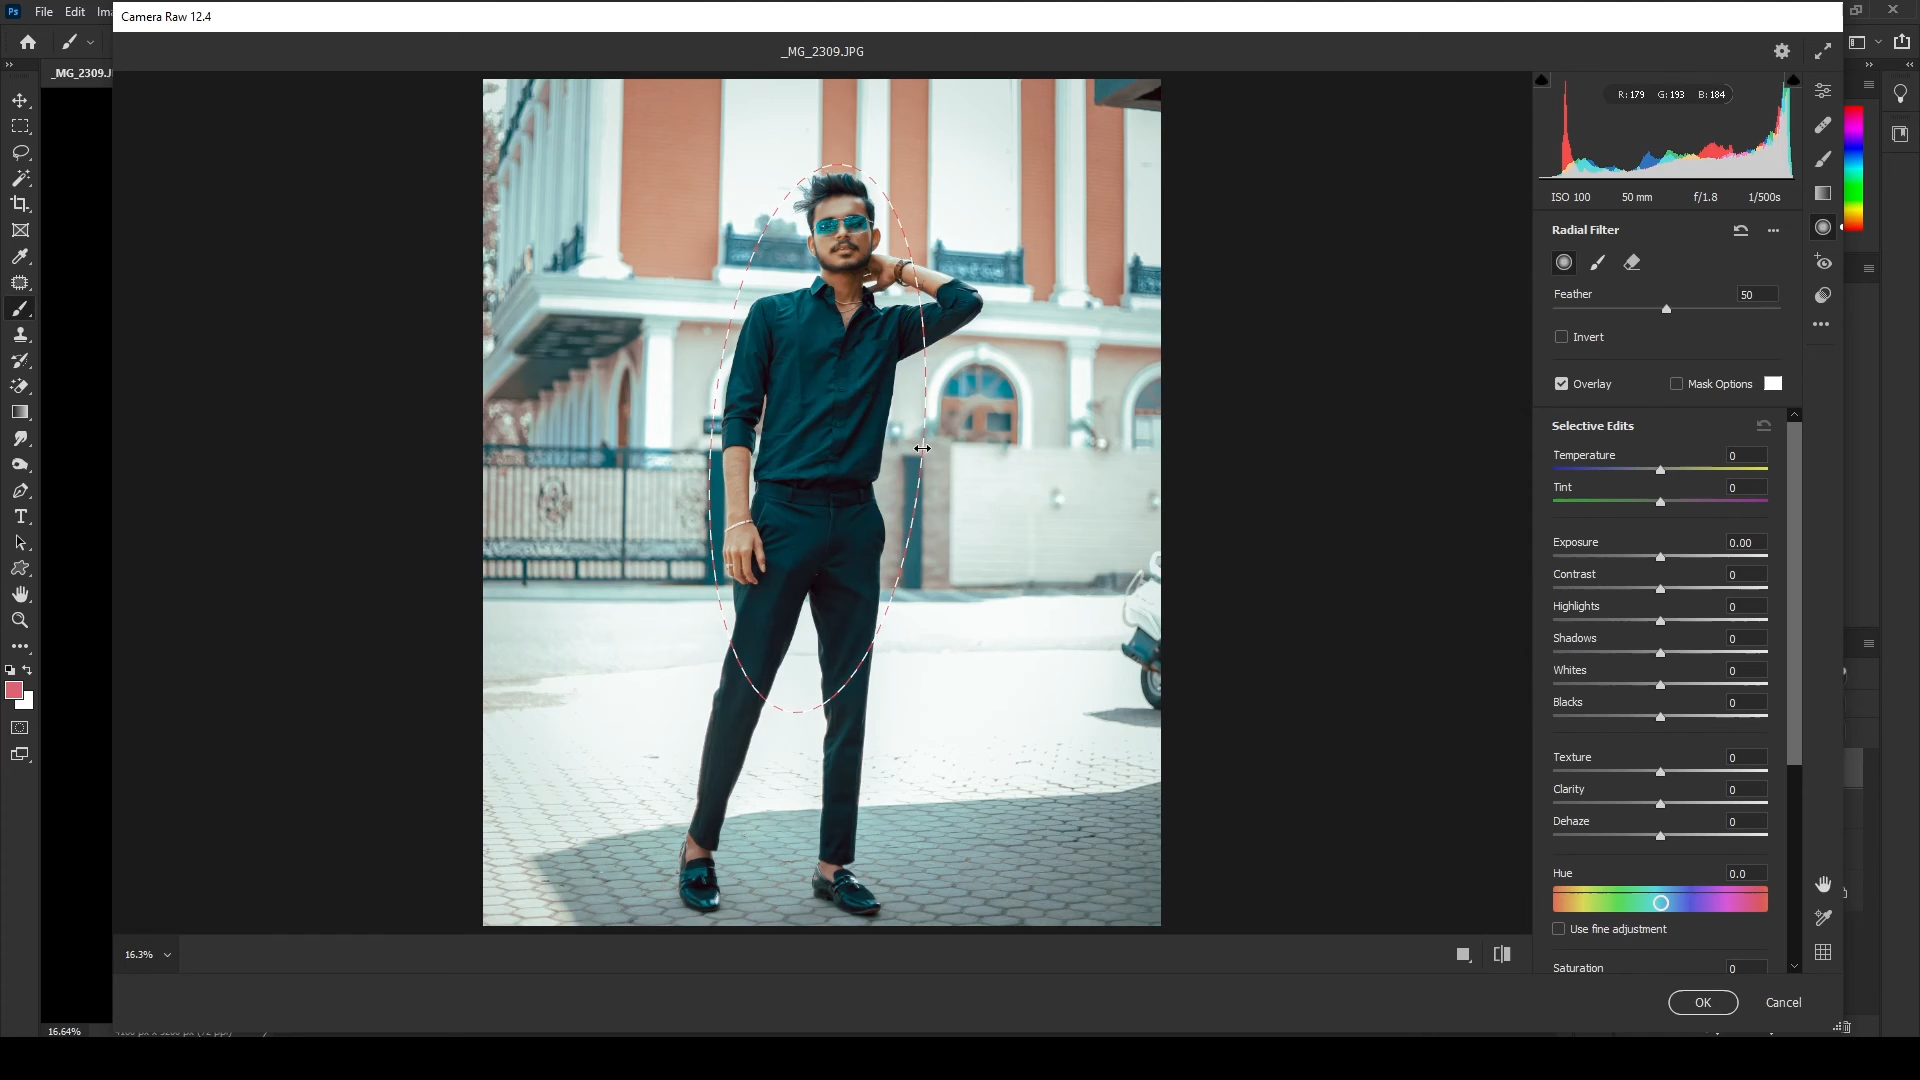 Ps File Edit Ima
Camera Raw 12.4
_MG_2309.JPG
_MG_2309.J
R: 179 G: 193 B: 184
ISO 100 50 mm f/1.8 1/500s
Radial Filter
Feather 50
Invert
Overlay Mask Options
Selective Edits
Temperature 0
Tint 0
Exposure 0.00
Contrast 0
Highlights 0
Shadows 0
Whites 0
Blacks 0
Texture 0
Clarity 0
Dehaze 0
Hue 0.0
Use fine adjustment
Saturation 0
16.3%
OK Cancel
16.64%